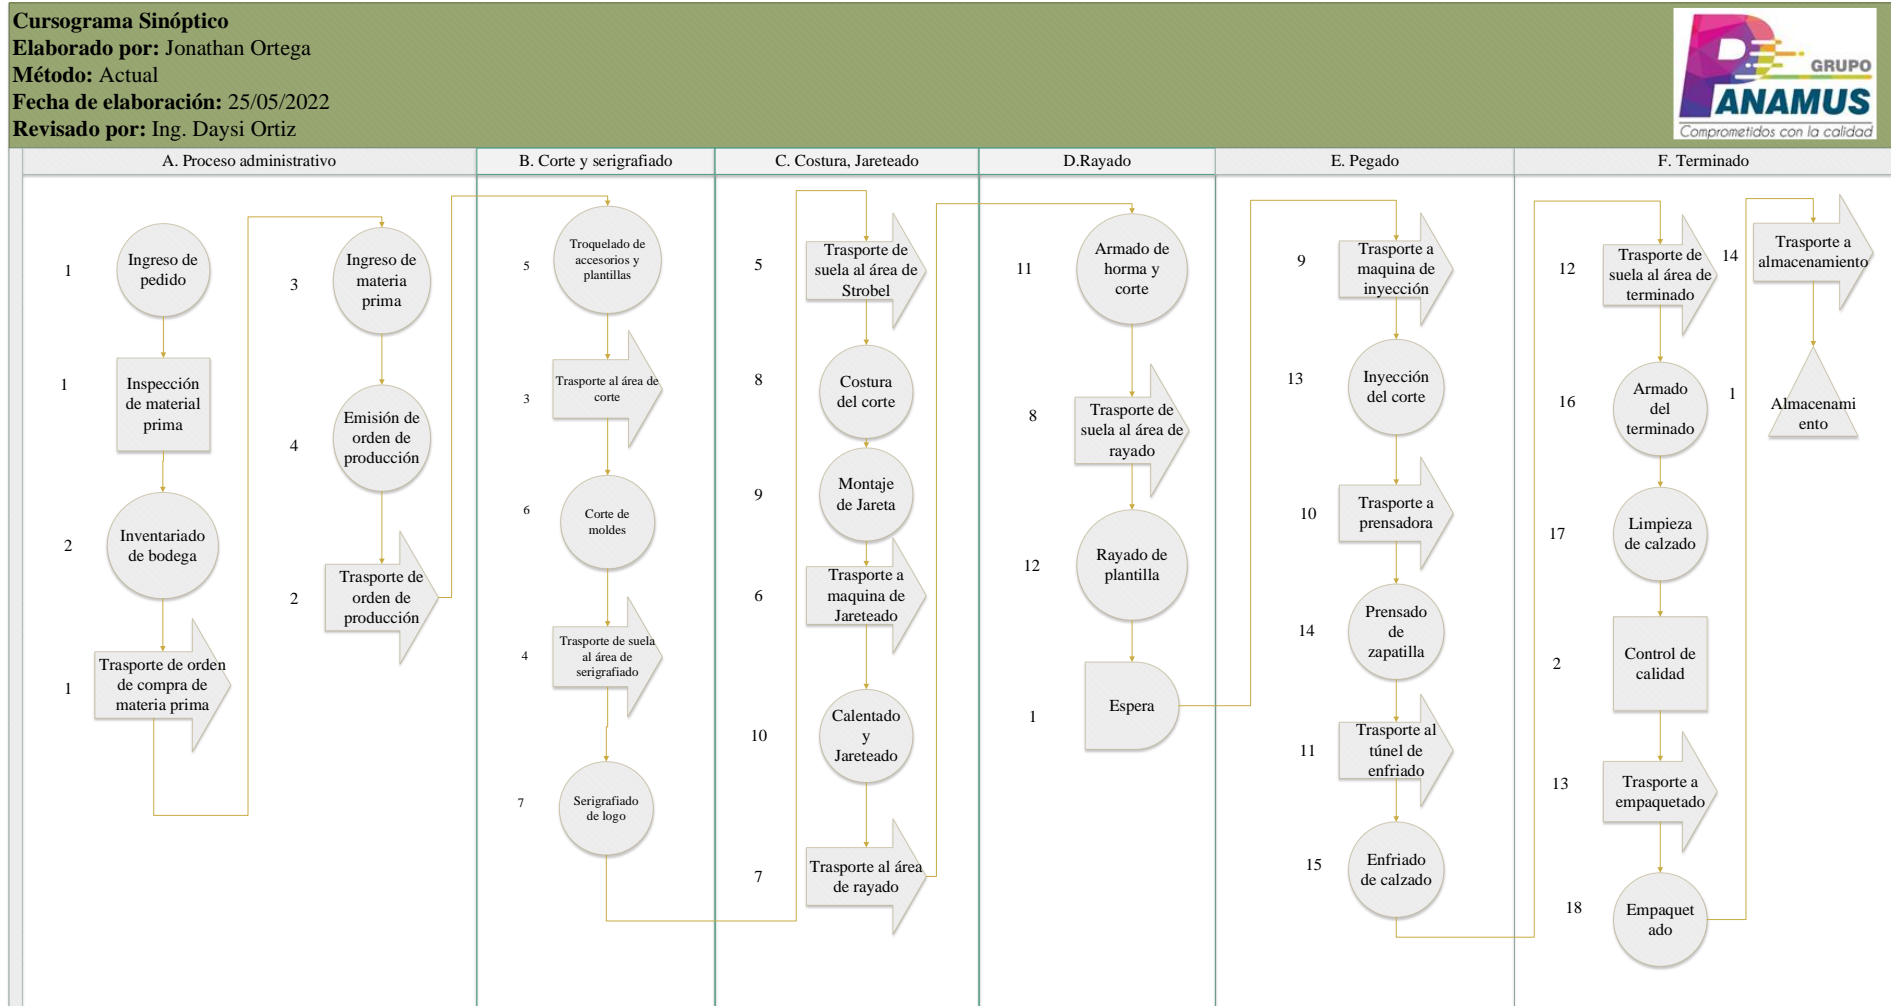 Cursograma Sinóptico
Elaborado por: Jonathan Ortega
Método: Actual
Fecha de elaboración: 25/05/2022
Revisado por: Ing. Daysi Ortiz
GRUPO
PANAMUS
Comprometidos con la calidad
A. Proceso administrativo
B. Corte y serigrafiado
C. Costura, Jareteado
D.Rayado
E. Pegado
F. Terminado
1
Ingreso de
pedido
1
Inspección
de material
prima
2
Inventariado
de bodega
1
Trasporte de orden
de compra de
materia prima
3
Ingreso de
materia
prima
4
Emisión de
orden de
producción
2
Trasporte de
orden de
producción
5
Troquelado de
accesorios y
plantillas
3
Trasporte al área de
corte
6
Corte de
moldes
4
Trasporte de suela
al área de
serigrafiado
7
Serigrafiado
de logo
5
Trasporte de
suela al área de
Strobel
8
Costura
del corte
9
Montaje
de Jareta
6
Trasporte a
maquina de
Jareteado
10
Calentado
y
Jareteado
7
Trasporte al área
de rayado
11
Armado de
horma y
corte
8
Trasporte de
suela al área de
rayado
12
Rayado de
plantilla
1
Espera
9
Trasporte a
maquina de
inyección
13
Inyección
del corte
10
Trasporte a
prensadora
14
Prensado
de
zapatilla
11
Trasporte al
túnel de
enfriado
15
Enfriado
de calzado
12
Trasporte de
suela al área de
terminado
16
Armado
del
terminado
17
Limpieza
de calzado
2
Control de
calidad
13
Trasporte a
empaquetado
18
Empaquet
ado
14
Trasporte a
almacenamiento
1
Almacenami
ento